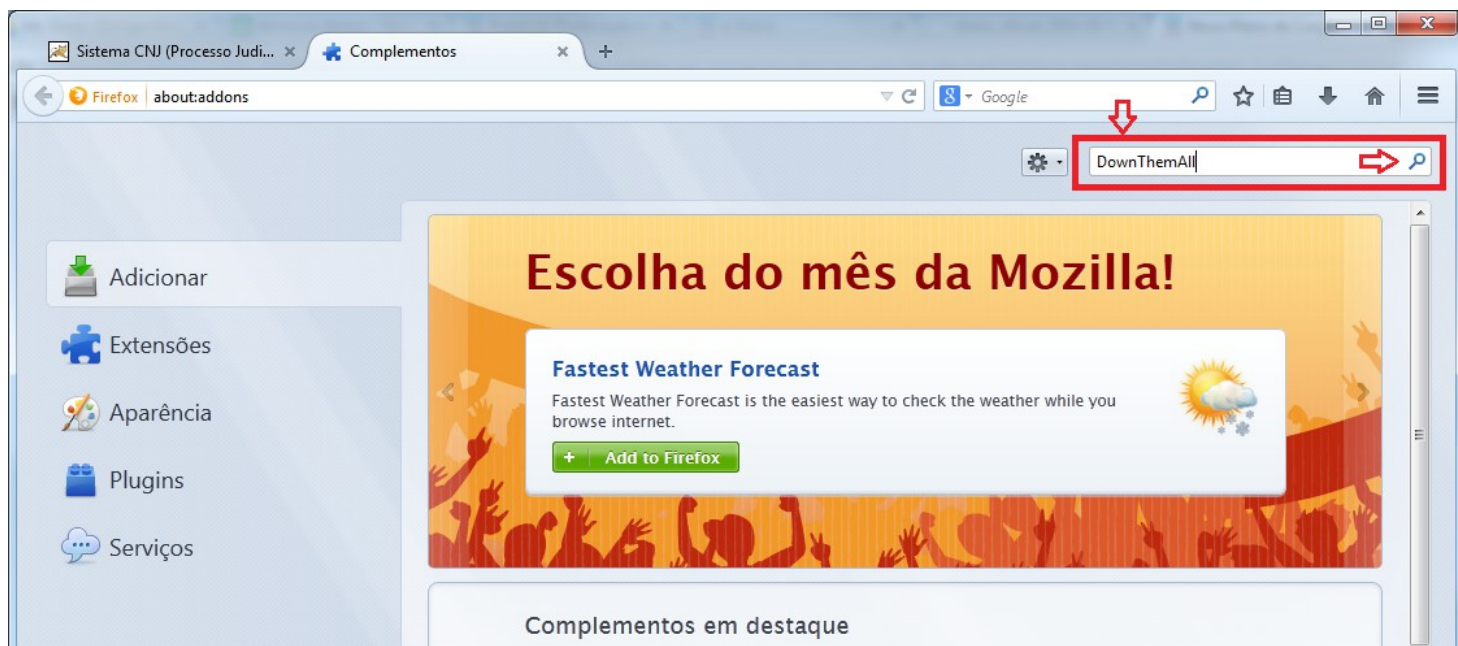 Sistema CNJ (Processo Judi...
Complementos
Firefox
about:addons
Google
DownThemAll
Adicionar
Extensões
Aparência
Plugins
Serviços
Escolha do mês da Mozilla!
Fastest Weather Forecast
Fastest Weather Forecast is the easiest way to check the weather while you
browse internet.
+ Add to Firefox
Complementos em destaque